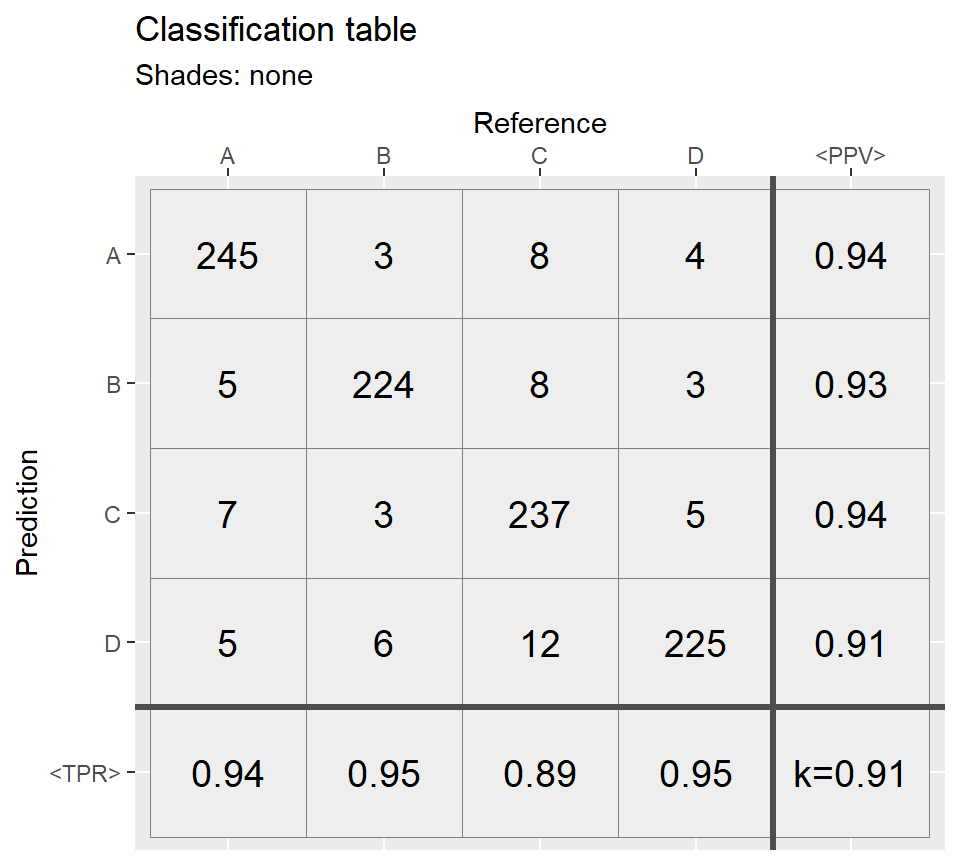 Classification table
Shades: none
Reference
A B C D <PPV>
A 245 3 8 4 0.94
B 5 224 8 3 0.93
C 7 3 237 5 0.94
D 5 6 12 225 0.91
<TPR> 0.94 0.95 0.89 0.95 k=0.91
Prediction